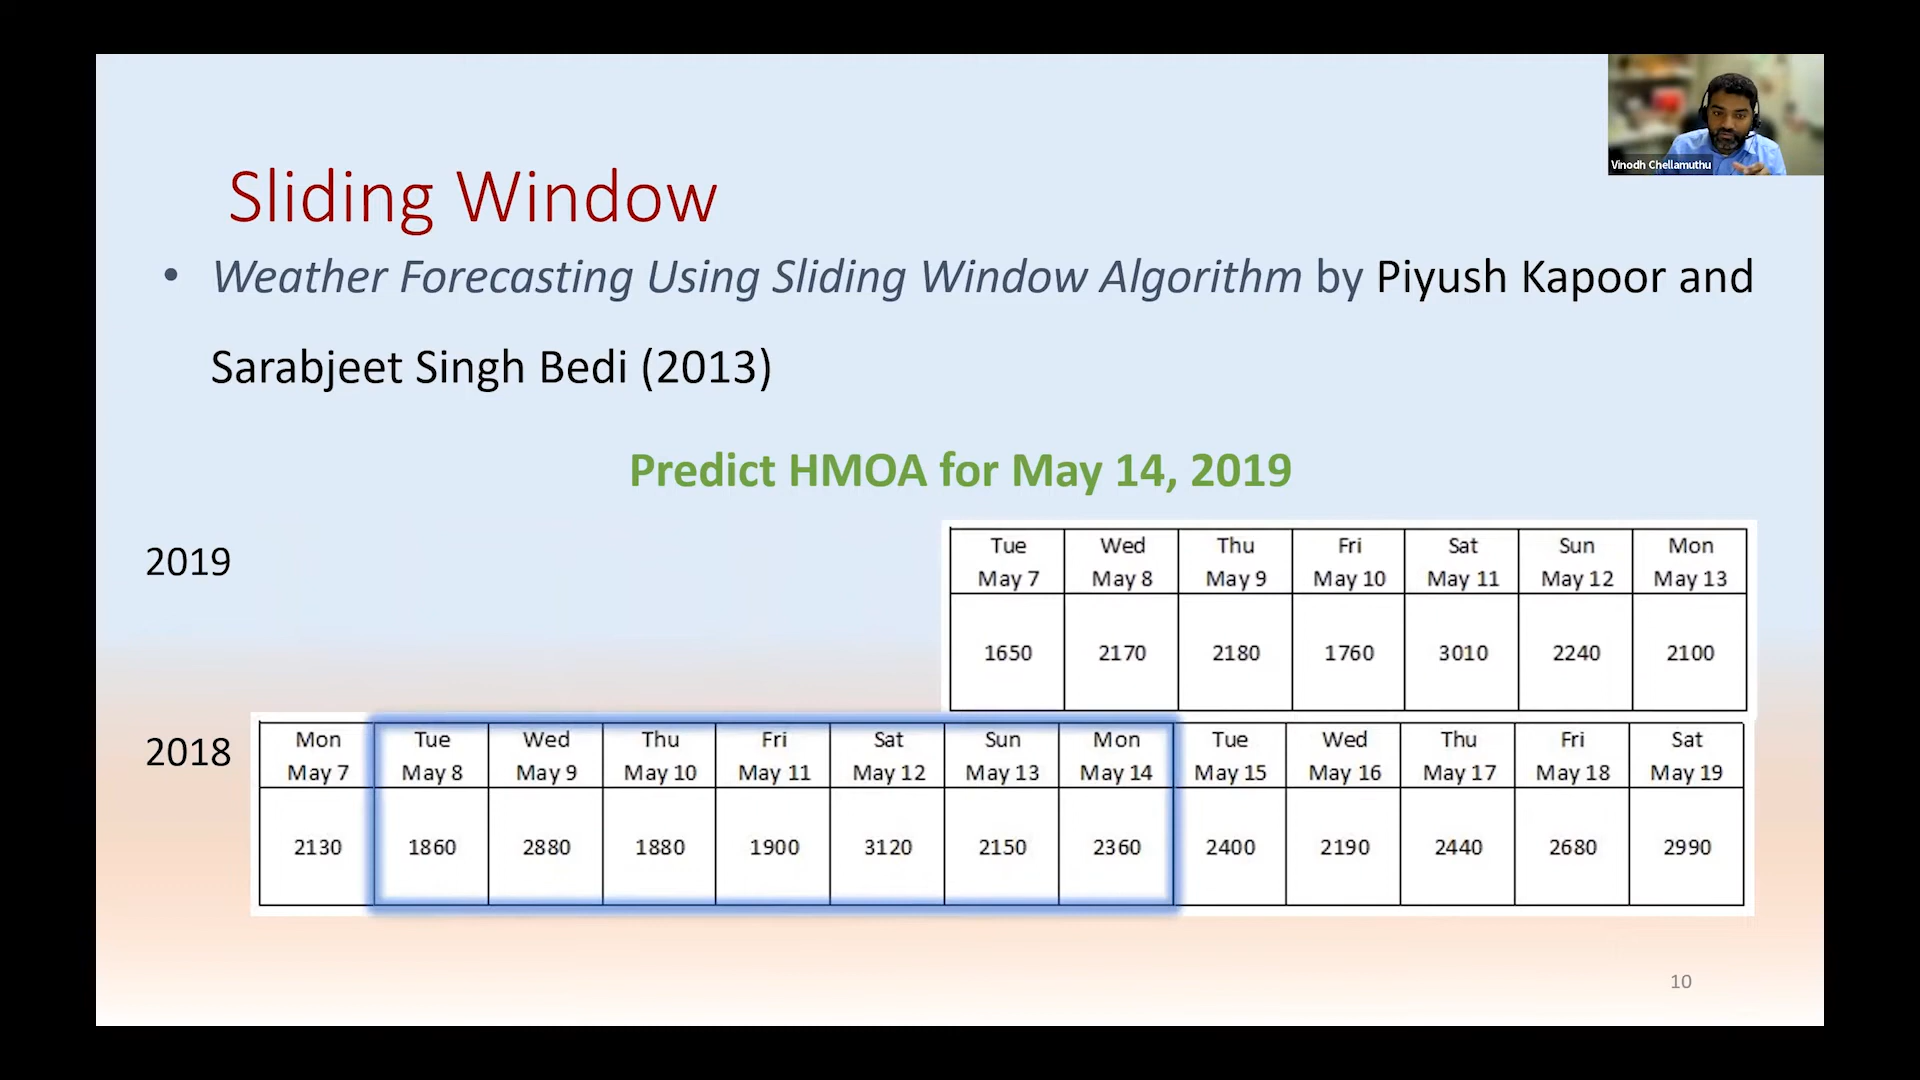 Vinodh Chellamuthu
Sliding Window
• Weather Forecasting Using Sliding Window Algorithm by Piyush Kapoor and
Sarabjeet Singh Bedi (2013)
Predict HMOA for May 14, 2019
2019
Tue Wed Thu Fri Sat Sun Mon
May 7 May 8 May 9 May 10 May 11 May 12 May 13
1650 2170 2180 1760 3010 2240 2100
2018
Mon Tue Wed Thu Fri Sat Sun Mon Tue Wed Thu Fri Sat
May 7 May 8 May 9 May 10 May 11 May 12 May 13 May 14 May 15 May 16 May 17 May 18 May 19
2130 1860 2880 1880 1900 3120 2150 2360 2400 2190 2440 2680 2990
10